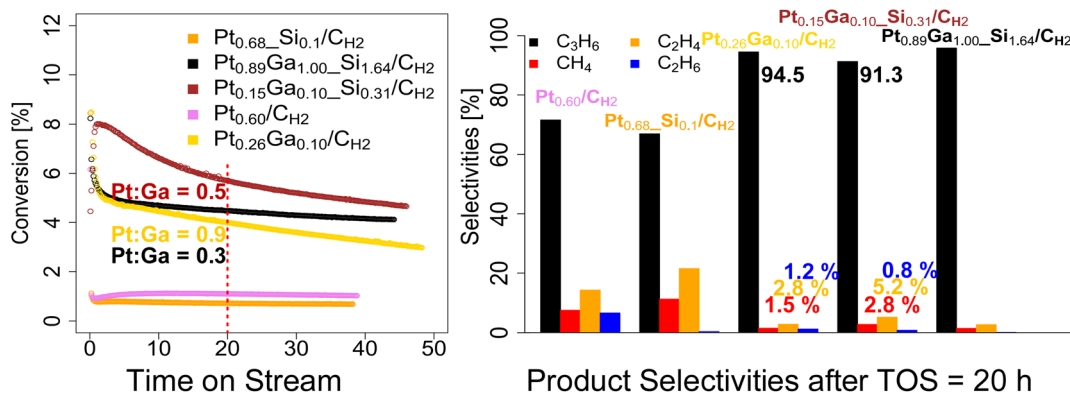 12
10
8
6
4
2
0
Conversion [%]
Pt0.68_Si0.1/CH2
Pt0.89Ga1.00_Si1.64/CH2
Pt0.15Ga0.10_Si0.31/CH2
Pt0.60/CH2
Pt0.26Ga0.10/CH2
Pt:Ga = 0.5
Pt:Ga = 0.9
Pt:Ga = 0.3
0 10 20 30 40 50
Time on Stream
100
80
60
40
20
0
Selectivities [%]
C3H6
CH4
C2H4
C2H6
Pt0.15Ga0.10_Si0.31/CH2
Pt0.26Ga0.10/CH2
Pt0.89Ga1.00_Si1.64/CH2
94.5
91.3
Pt0.60/CH2
Pt0.68_Si0.1/CH2
1.2 %
2.8 %
1.5 %
0.8 %
5.2 %
2.8 %
Product Selectivities after TOS = 20 h